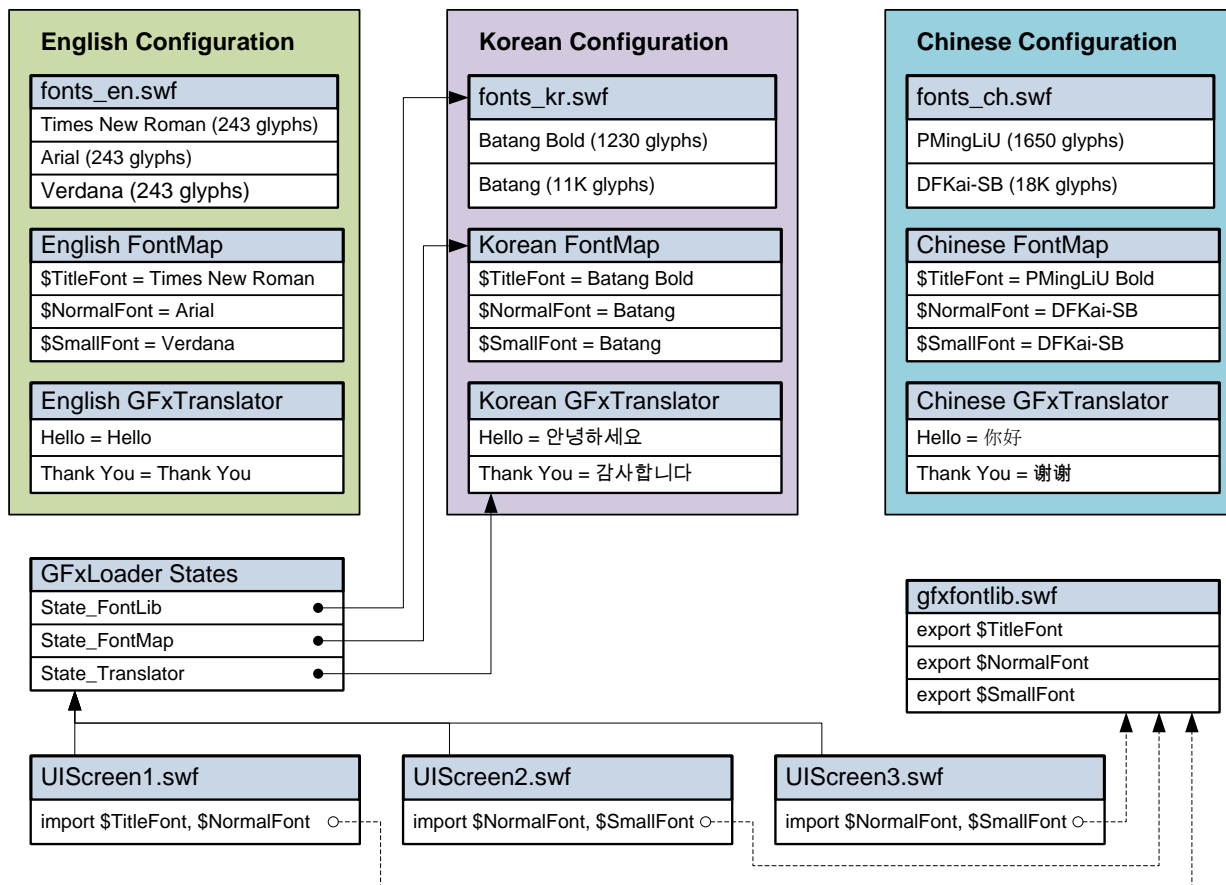 English Configuration
fonts_en.swf
Times New Roman (243 glyphs)
Arial (243 glyphs)
Verdana (243 glyphs)
English FontMap
$TitleFont = Times New Roman
$NormalFont = Arial
$SmallFont = Verdana
English GFxTranslator
Hello = Hello
Thank You = Thank You
Korean Configuration
fonts_kr.swf
Batang Bold (1230 glyphs)
Batang (11K glyphs)
Korean FontMap
$TitleFont = Batang Bold
$NormalFont = Batang
$SmallFont = Batang
Korean GFxTranslator
Hello = 안녕하세요
Thank You = 감사합니다
Chinese Configuration
fonts_ch.swf
PMingLiU (1650 glyphs)
DFKai-SB (18K glyphs)
Chinese FontMap
$TitleFont = PMingLiU Bold
$NormalFont = DFKai-SB
$SmallFont = DFKai-SB
Chinese GFxTranslator
Hello = 你好
Thank You = 谢谢
GFxLoader States
State_FontLib
State_FontMap
State_Translator
gfxfontlib.swf
export $TitleFont
export $NormalFont
export $SmallFont
UIScreen1.swf
import $TitleFont, $NormalFont
UIScreen2.swf
import $NormalFont, $SmallFont
UIScreen3.swf
import $NormalFont, $SmallFont